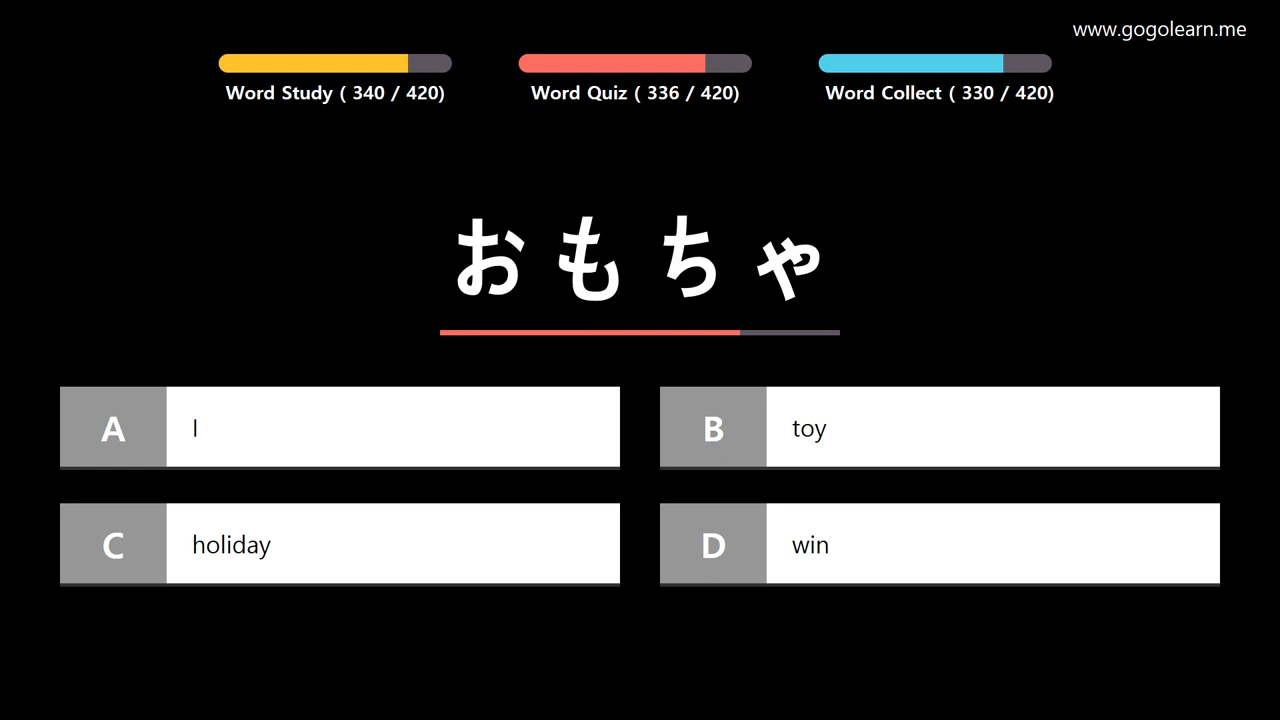 www.gogolearn.me
Word Study ( 340 / 420)
Word Quiz ( 336 / 420)
Word Collect ( 330 / 420)
おもちゃ
A I
B toy
C holiday
D win